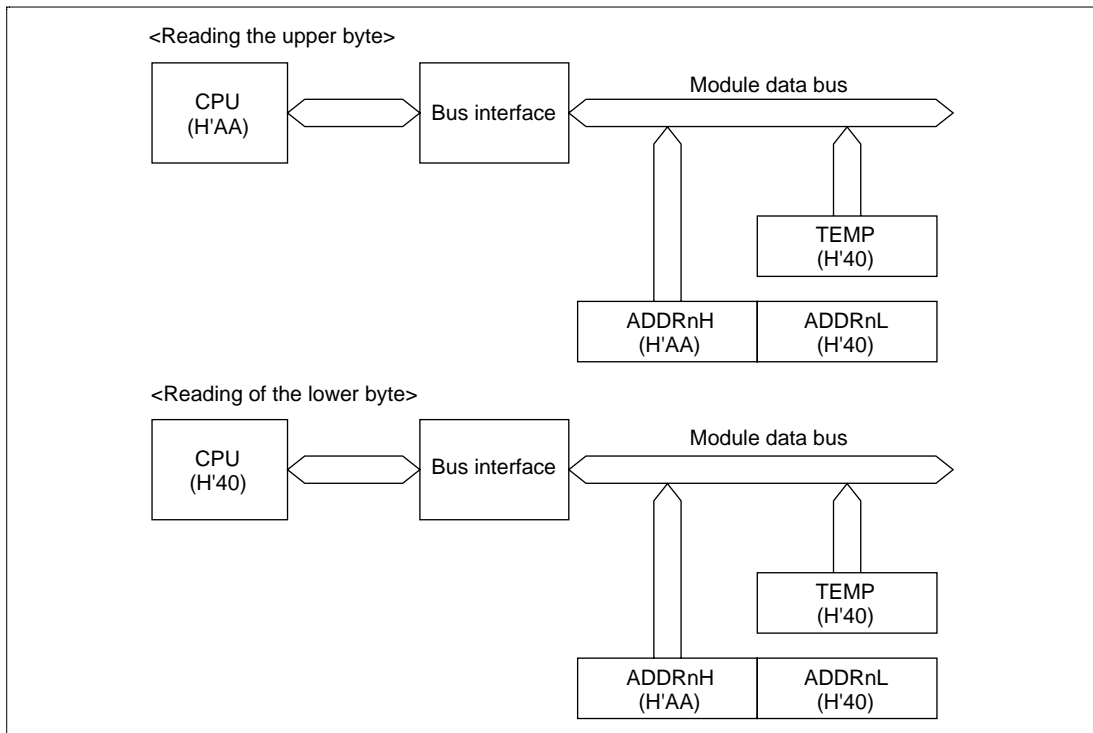 <Reading the upper byte>
CPU
(H'AA)
Bus interface
Module data bus
TEMP
(H'40)
ADDRnH
(H'AA)
ADDRnL
(H'40)
<Reading of the lower byte>
CPU
(H'40)
Bus interface
Module data bus
TEMP
(H'40)
ADDRnH
(H'AA)
ADDRnL
(H'40)